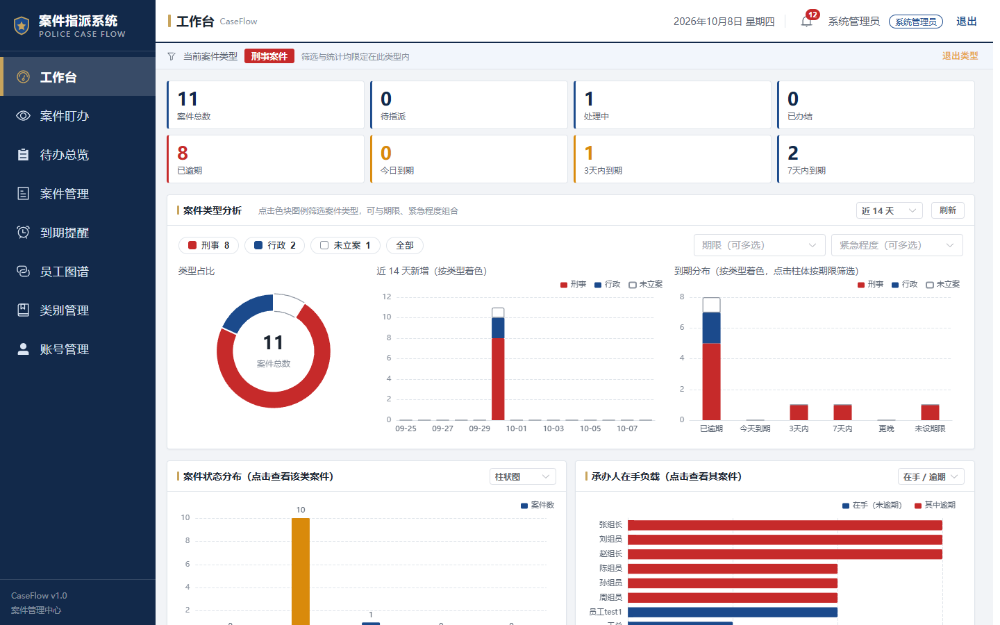 案件指派系统
POLICE CASE FLOW
工作台
案件盯办
待办总览
案件管理
到期提醒
员工图谱
类别管理
账号管理
CaseFlow v1.0
案件管理中心
工作台 CaseFlow
2026年10月8日 星期四
12
系统管理员
系统管理员
退出
当前案件类型 刑事案件 筛选与统计均限定在此类型内
退出类型
11
案件总数
0
待指派
1
处理中
0
已办结
8
已逾期
0
今日到期
1
3天内到期
2
7天内到期
案件类型分析 点击色块图例筛选案件类型，可与期限、紧急程度组合
近 14 天
刷新
刑事 8
行政 2
未立案 1
全部
期限（可多选）
紧急程度（可多选）
类型占比
11
案件总数
近 14 天新增（按类型着色）
刑事 行政 未立案
12
10
8
6
4
2
0
09-25 09-27 09-29 10-01 10-03 10-05 10-07
到期分布（按类型着色，点击柱体按期限筛选）
刑事 行政 未立案
8
6
4
2
0
已逾期 今天到期 3天内 7天内 更晚 未设期限
案件状态分布（点击查看该类案件）
柱状图
案件数
10
8
6
4
2
10
1
承办人在手负载（点击查看其案件）
在手 / 逾期
在手（未逾期） 其中逾期
张组长
刘组员
赵组长
陈组员
孙组员
周组员
员工test1